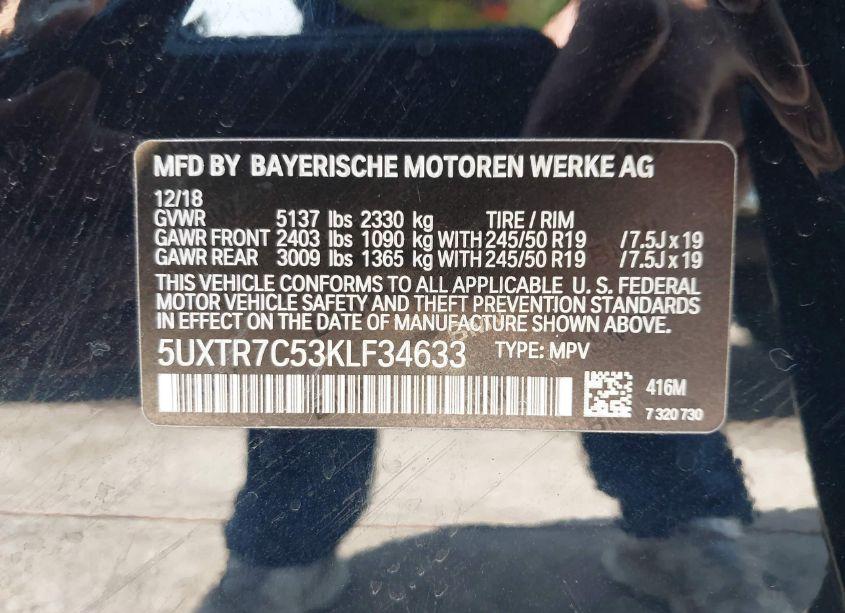 MFD BY BAYERISCHE MOTOREN WERKE AG
12/18
GVWR 5137 lbs 2330 kg TIRE / RIM
GAWR FRONT 2403 lbs 1090 kg WITH 245/50 R19 / 7.5J x 19
GAWR REAR 3009 lbs 1365 kg WITH 245/50 R19 / 7.5J x 19
THIS VEHICLE CONFORMS TO ALL APPLICABLE U. S. FEDERAL
MOTOR VEHICLE SAFETY AND THEFT PREVENTION STANDARDS
IN EFFECT ON THE DATE OF MANUFACTURE SHOWN ABOVE.
5UXTR7C53KLF34633 TYPE: MPV
416M
7 320 730